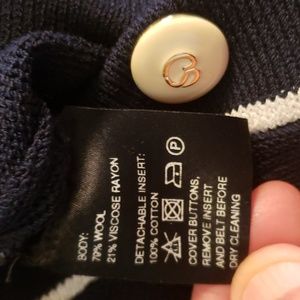 BODY:
79% WOOL
21% VISCOSE RAYON
DETACHABLE INSERT:
100% COTTON
P
COVER BUTTONS,
REMOVE INSERT
AND BELT BEFORE
DRY CLEANING